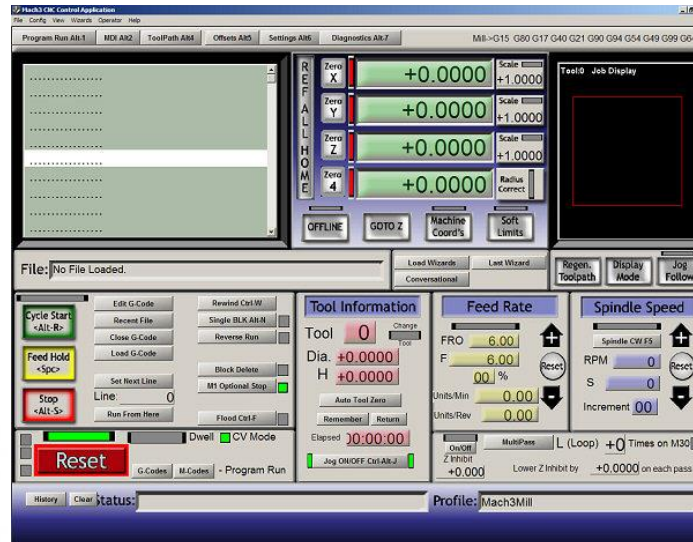 Mach3 CNC Control Application
File Config View Wizards Operator Help
Program Run Alt-1 MDI Alt2 ToolPath Alt4 Offsets Alt5 Settings Alt6 Diagnostics Alt-7 Mill->G15 G80 G17 G40 G21 G90 G94 G54 G49 G99 G64
REF ALL HOME
Zero X +0.0000 Scale +1.0000
Zero Y +0.0000 Scale +1.0000
Zero Z +0.0000 Scale +1.0000
Zero 4 +0.0000 Radius Correct
Tool:0 Job Display
OFFLINE GOTO Z Machine Coord's Soft Limits
File: No File Loaded.
Load Wizards Last Wizard
Conversational
Regen. Toolpath Display Mode Jog Follow
Cycle Start <Alt-R>
Feed Hold <Spc>
Stop <Alt-S>
Edit G-Code Rewind Ctrl-W
Recent File Single BLK Alt-N
Close G-Code Reverse Run
Load G-Code
Block Delete
Set Next Line M1 Optional Stop
Line: 0
Run From Here Flood Ctrl-F
Dwell CV Mode
Reset
G-Codes M-Codes - Program Run
Tool Information
Tool 0 Change Tool
Dia. +0.0000
H +0.0000
Auto Tool Zero
Remember Return
Elapsed 00:00:00
Jog ON/OFF Ctrl-Alt-J
Feed Rate
FRO 6.00
F 6.00
00 % Reset
Units/Min 0.00
Units/Rev 0.00
Spindle Speed
Spindle CW F5
RPM 0 Reset
S 0
Increment 00
On/Off MultiPass L (Loop) +0 Times on M30
Z Inhibit
+0.000 Lower Z Inhibit by +0.0000 on each pass
History Clear Status:
Profile: Mach3Mill